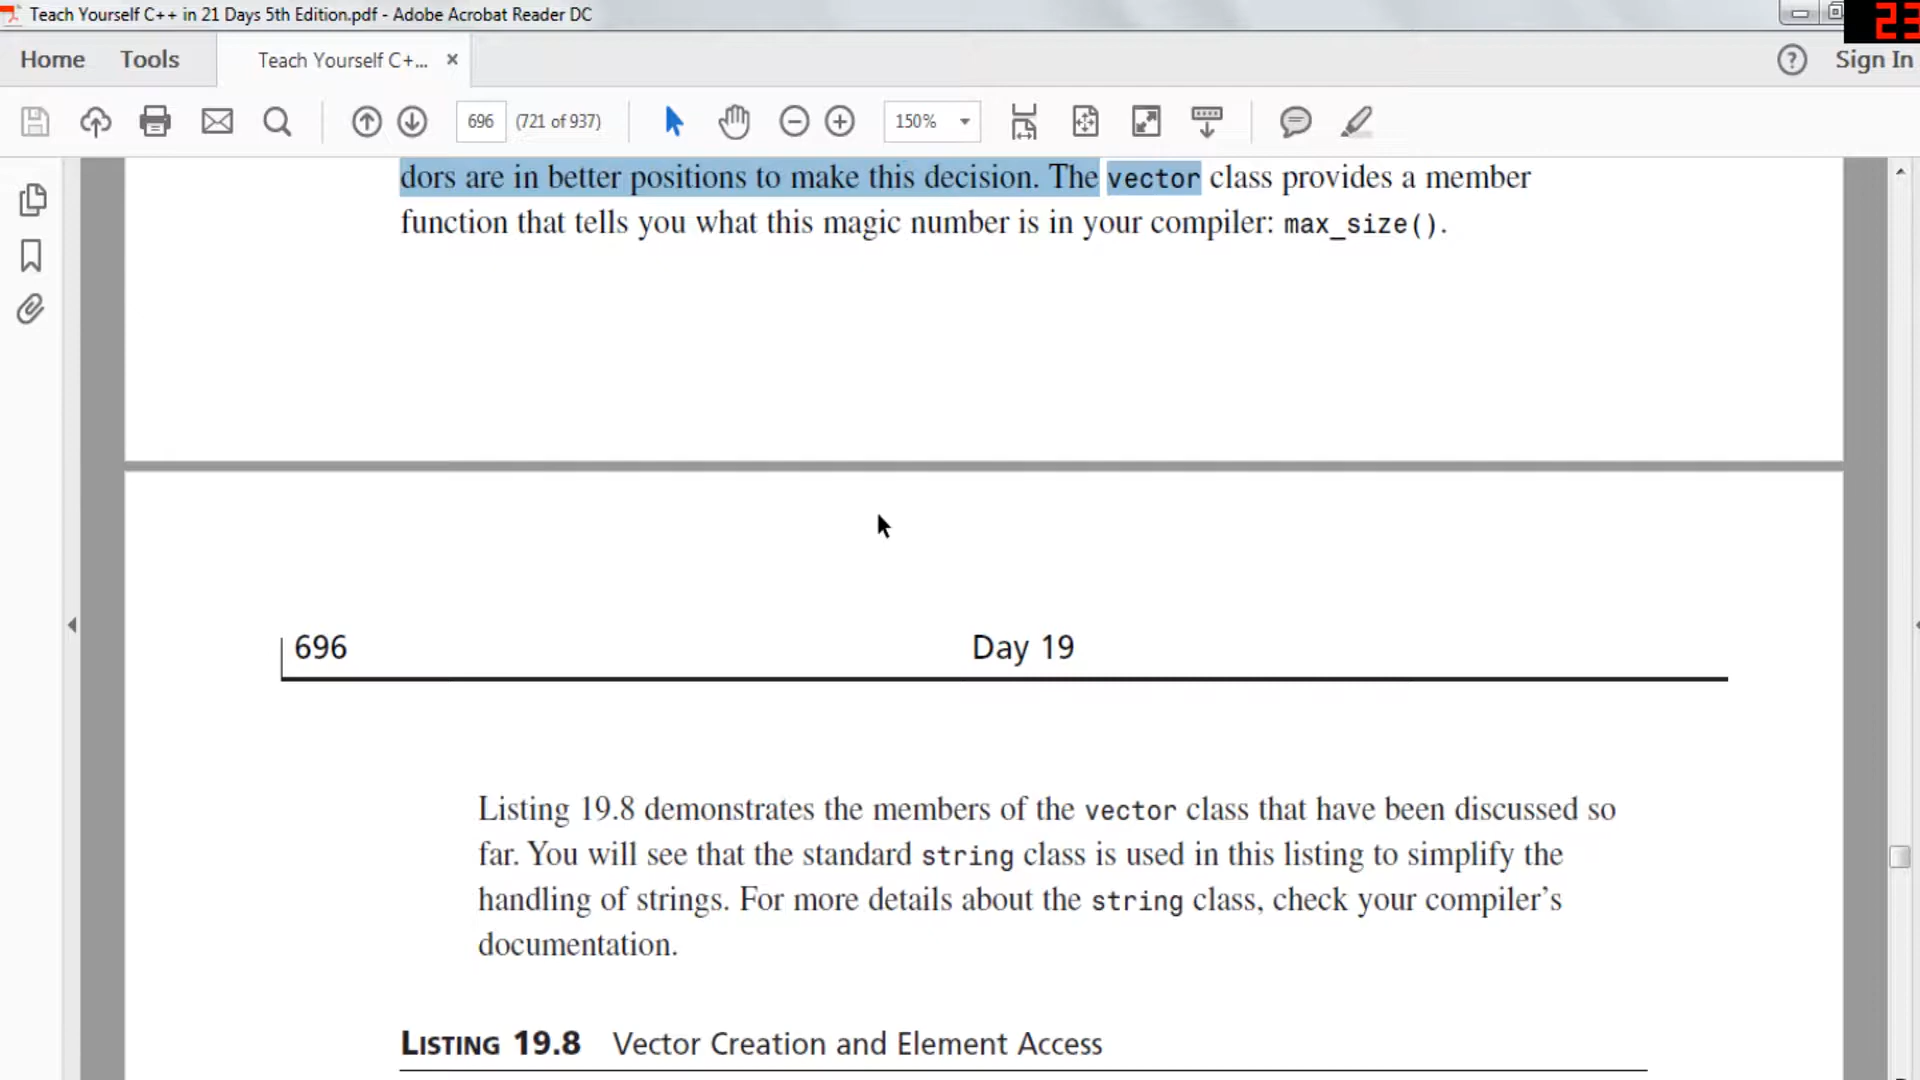 Teach Yourself C++ in 21 Days 5th Edition.pdf - Adobe Acrobat Reader DC
23
Home Tools Teach Yourself C+... Sign In
696 (721 of 937) 150%
dors are in better positions to make this decision. The vector class provides a member
function that tells you what this magic number is in your compiler: max_size().
696 Day 19
Listing 19.8 demonstrates the members of the vector class that have been discussed so
far. You will see that the standard string class is used in this listing to simplify the
handling of strings. For more details about the string class, check your compiler’s
documentation.
LISTING 19.8 Vector Creation and Element Access